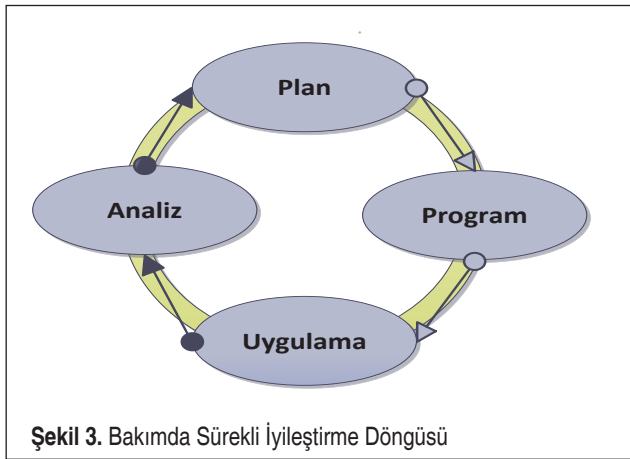 Plan
Analiz
Program
Uygulama
Şekil 3. Bakımda Sürekli İyileştirme Döngüsü